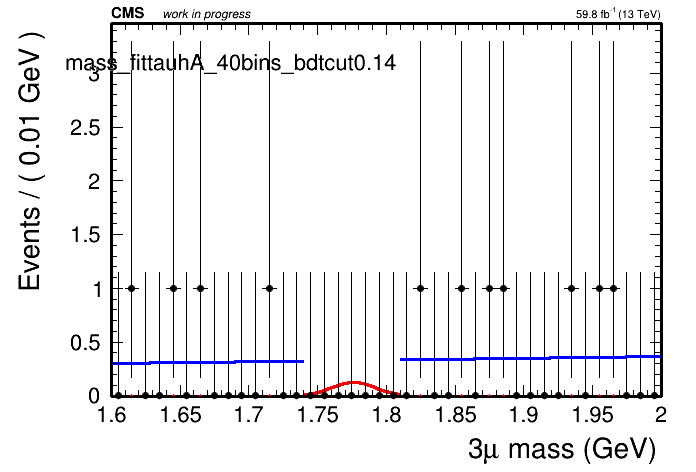 CMS work in progress 59.8 fb-1 (13 TeV)
mass_fittauhA_40bins_bdtcut0.14
Events / ( 0.01 GeV )
3
2.5
2
1.5
1
0.5
0
1.6 1.65 1.7 1.75 1.8 1.85 1.9 1.95 2
3μ mass (GeV)